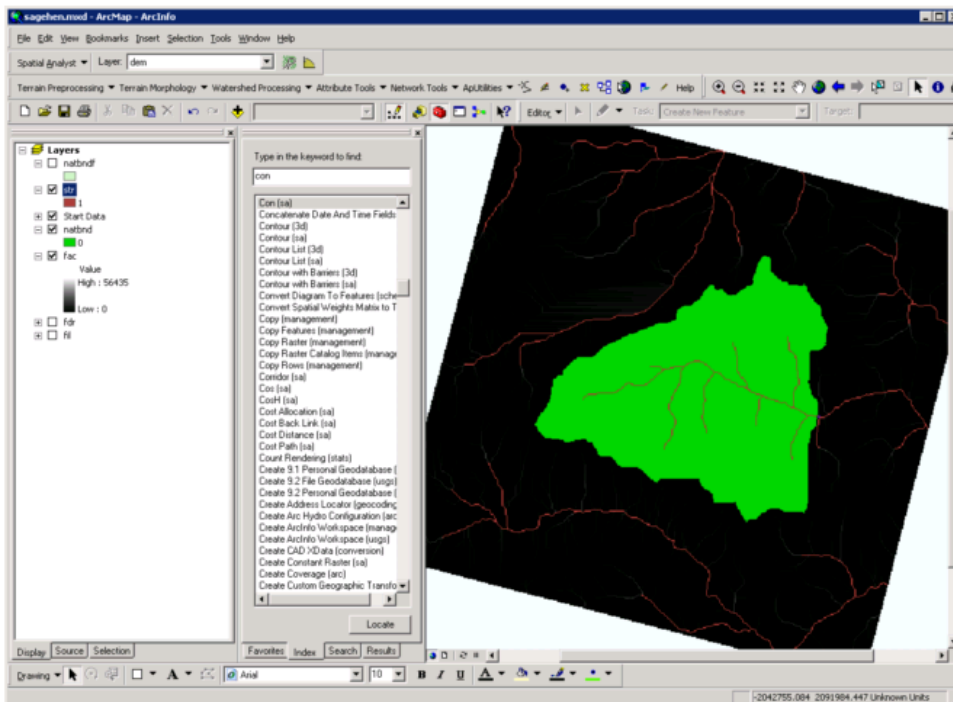 sagehen.mxd - ArcMap - ArcInfo
File Edit View Bookmarks Insert Selection Tools Window Help
Spatial Analyst Layer: dem
Terrain Preprocessing Terrain Morphology Watershed Processing Attribute Tools Network Tools ApUtilities Help
Editor Task: Create New Feature Target:
Layers
natbndf
str
1
Start Data
natbnd
0
fac
Value
High : 56435
Low : 0
fdr
fil
Display Source Selection
Type in the keyword to find:
con
Con (sa)
Concatenate Date And Time Fields
Contour (3d)
Contour (sa)
Contour List (3d)
Contour List (sa)
Contour with Barriers (3d)
Contour with Barriers (sa)
Convert Diagram To Features (sche
Convert Spatial Weights Matrix to T
Copy (management)
Copy Features (management)
Copy Raster (management)
Copy Raster Catalog Items (manage
Copy Rows (management)
Corridor (sa)
Cos (sa)
CosH (sa)
Cost Allocation (sa)
Cost Back Link (sa)
Cost Distance (sa)
Cost Path (sa)
Count Rendering (stats)
Create 9.1 Personal Geodatabase (
Create 9.2 File Geodatabase (usgs)
Create 9.2 Personal Geodatabase (
Create Address Locator (geocoding
Create Arc Hydro Configuration (arc
Create ArcInfo Workspace (manag
Create ArcInfo Workspace (usgs)
Create CAD XData (conversion)
Create Constant Raster (sa)
Create Coverage (arc)
Create Custom Geographic Transfo
Locate
Favorites Index Search Results
Drawing A Arial 10 B I U A
-2042755.084 2091984.447 Unknown Units